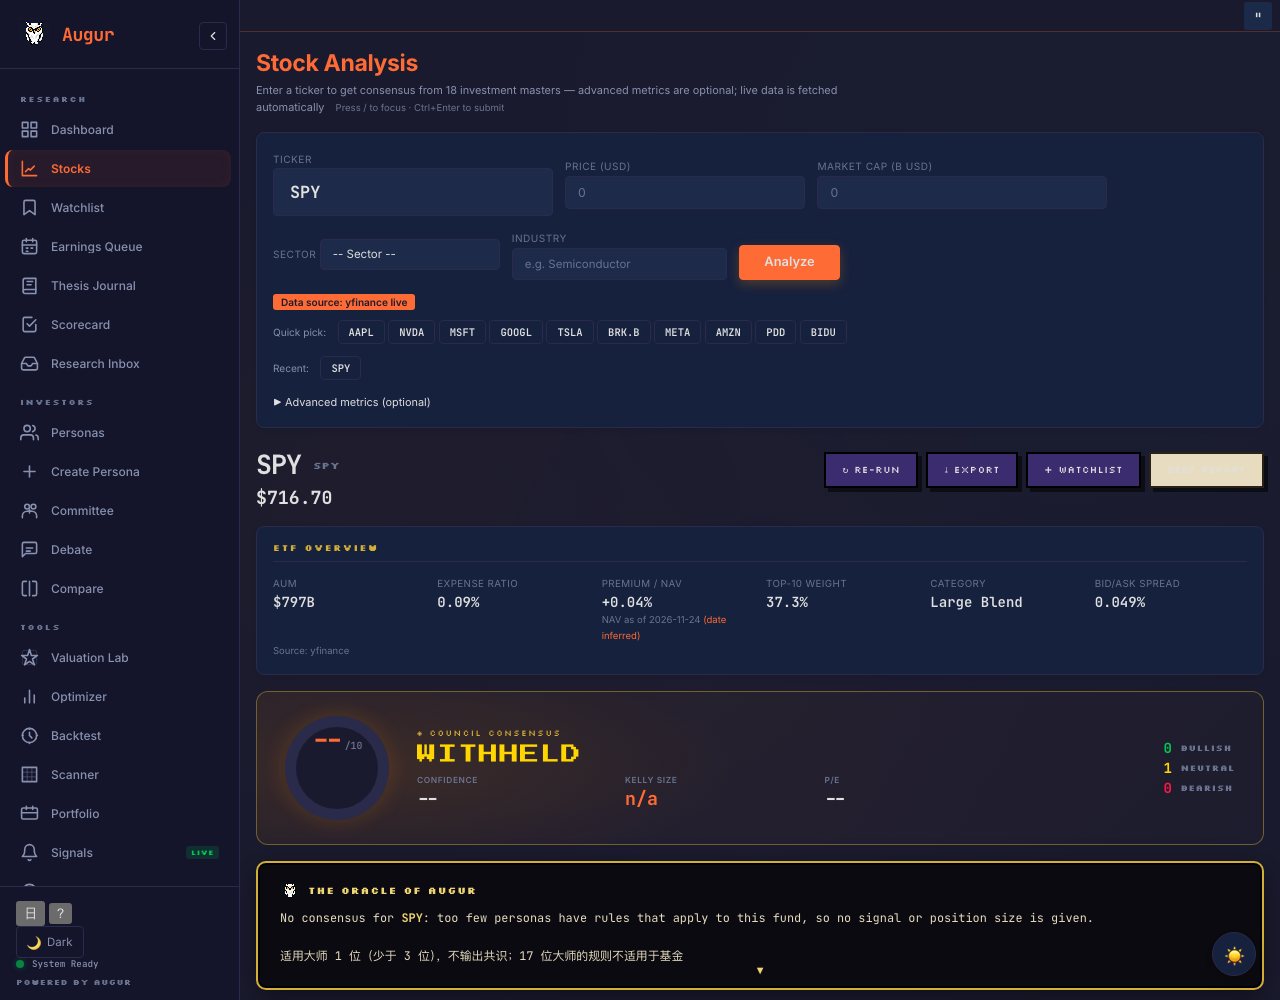 Augur
"
RESEARCH
Dashboard
Stocks
Watchlist
Earnings Queue
Thesis Journal
Scorecard
Research Inbox
INVESTORS
Personas
Create Persona
Committee
Debate
Compare
TOOLS
Valuation Lab
Optimizer
Backtest
Scanner
Portfolio
Signals LIVE
日 ?
🌙 Dark
System Ready
POWERED BY AUGUR
Stock Analysis
Enter a ticker to get consensus from 18 investment masters — advanced metrics are optional; live data is fetched
automatically Press / to focus · Ctrl+Enter to submit
TICKER PRICE (USD) MARKET CAP (B USD)
SPY 0 0
SECTOR -- Sector -- INDUSTRY e.g. Semiconductor Analyze
Data source: yfinance live
Quick pick: AAPL NVDA MSFT GOOGL TSLA BRK.B META AMZN PDD BIDU
Recent: SPY
▶ Advanced metrics (optional)
SPY SPY
$716.70
↻ RE-RUN ↓ EXPORT + WATCHLIST
ETF OVERVIEW
AUM EXPENSE RATIO PREMIUM / NAV TOP-10 WEIGHT CATEGORY BID/ASK SPREAD
$797B 0.09% +0.04% 37.3% Large Blend 0.049%
NAV as of 2026-11-24 (date
inferred)
Source: yfinance
-- /10
COUNCIL CONSENSUS
WITHHELD
CONFIDENCE KELLY SIZE P/E
-- n/a --
0 BULLISH
1 NEUTRAL
0 BEARISH
THE ORACLE OF AUGUR
No consensus for SPY: too few personas have rules that apply to this fund, so no signal or position size is given.
适用大师 1 位 (少于 3 位), 不输出共识; 17 位大师的规则不适用于基金
▼